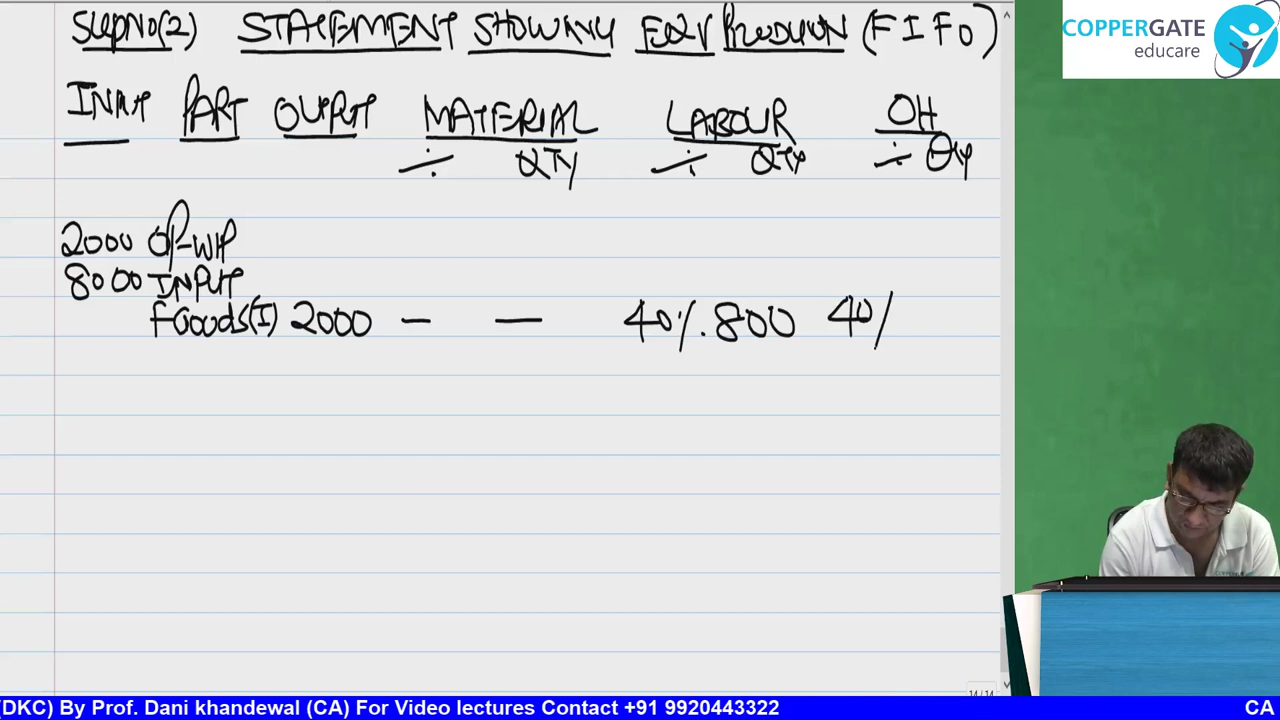 Step No (2) STATEMENT SHOWING EQV PRODUCTION (FIFO)
COPPERGATE
educare
INPUT PART OUTPUT MATERIAL LABOUR OH
÷ QTY ÷ QTY ÷ QTY
2000 OP-WIP
8000 INPUT
F Goods (I) 2000 — — 40%. 800 40/
14/14
(DKC) By Prof. Dani khandewal (CA) For Video lectures Contact +91 9920443322 CA